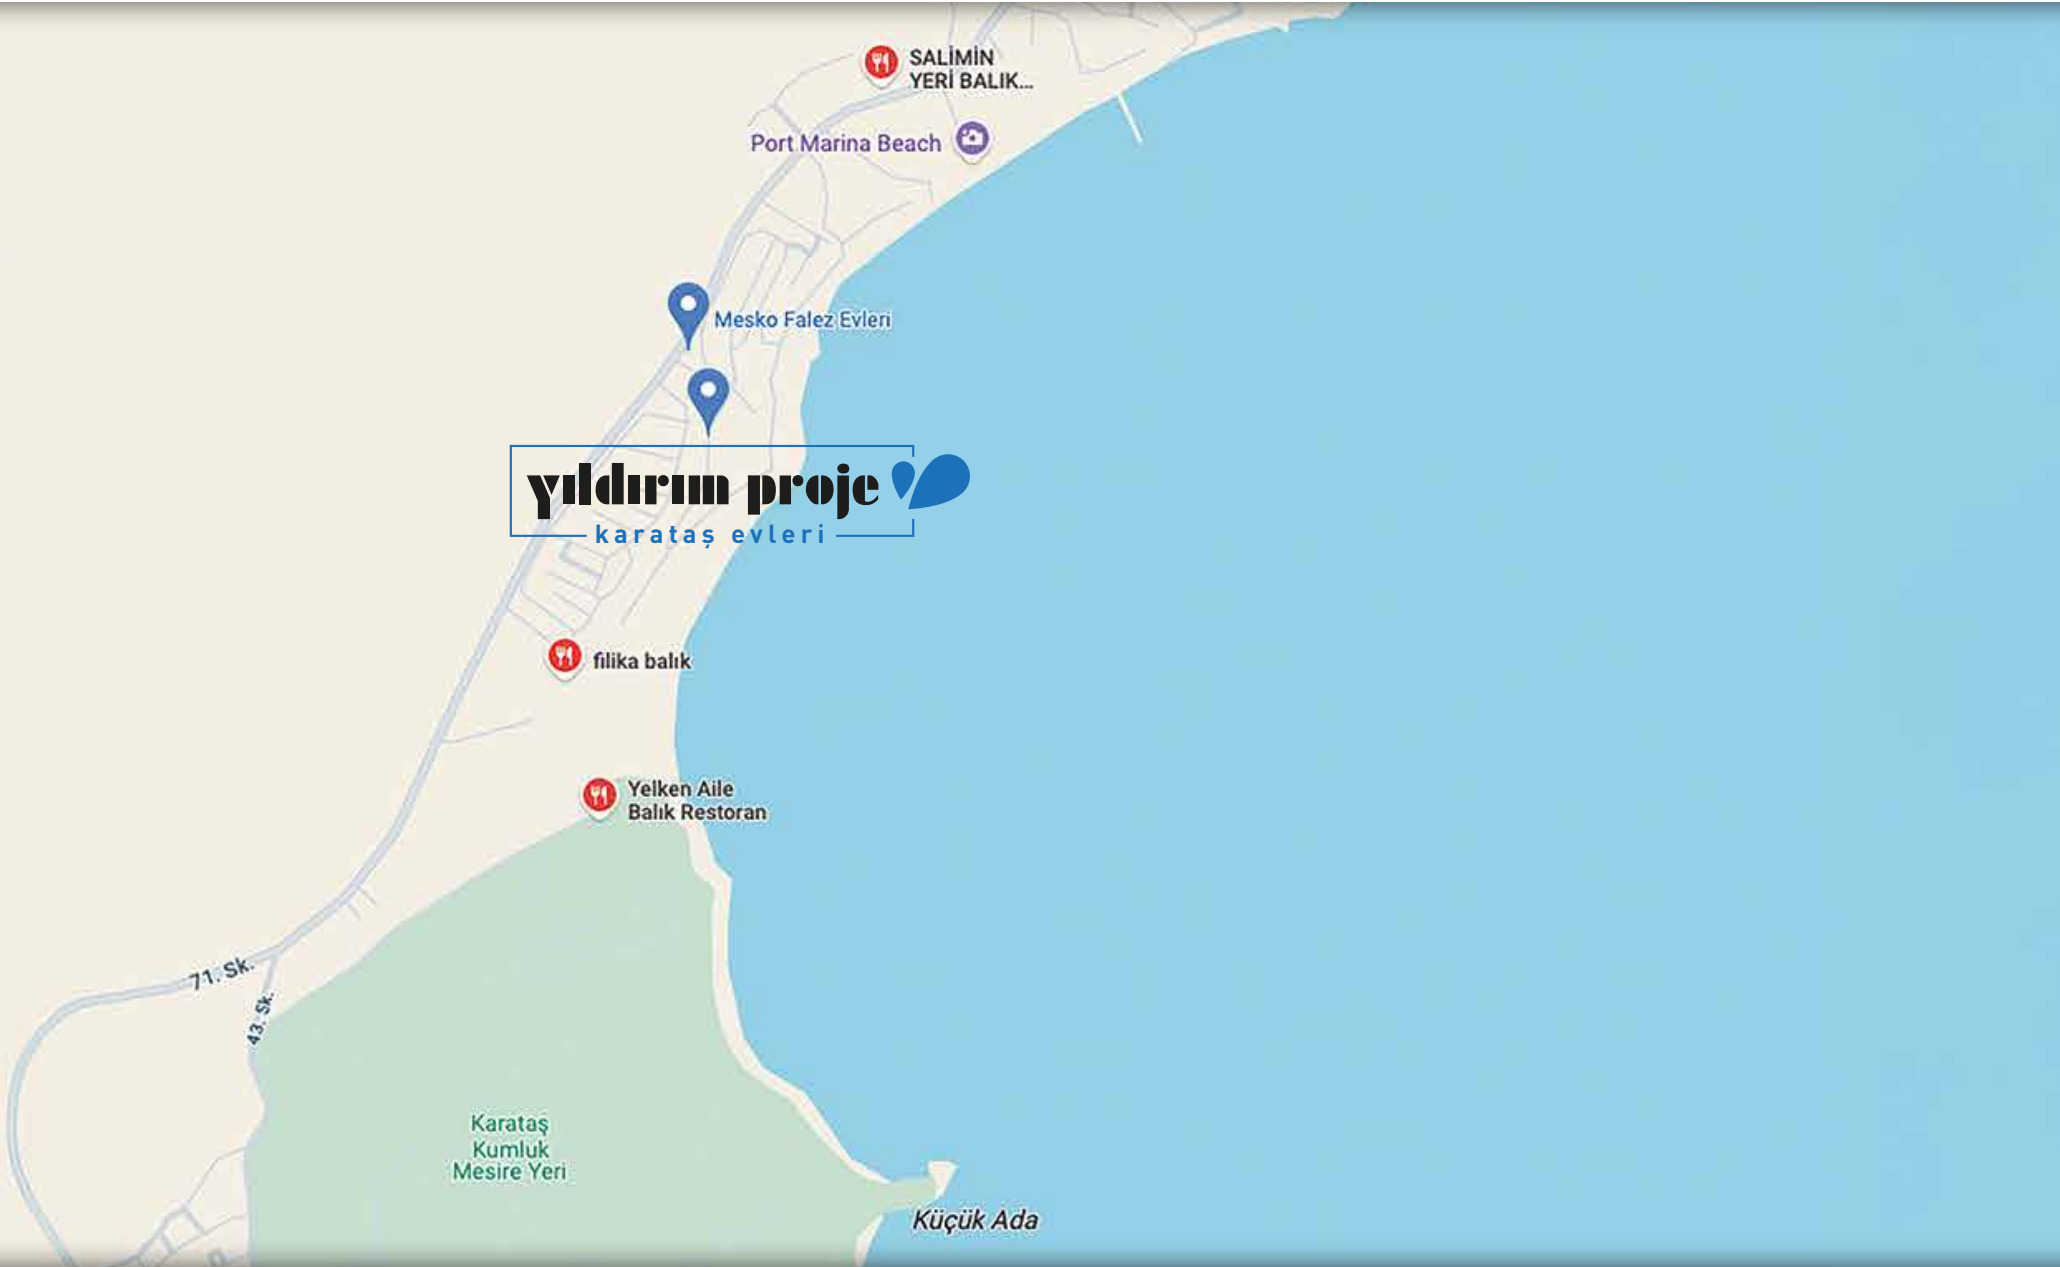 SALİMİN
YERİ BALIK...
Port Marina Beach
Mesko Falez Evleri
yıldırım proje
karataş evleri
filika balık
Yelken Aile
Balık Restoran
71. Sk.
43. Sk.
Karataş
Kumluk
Mesire Yeri
Küçük Ada